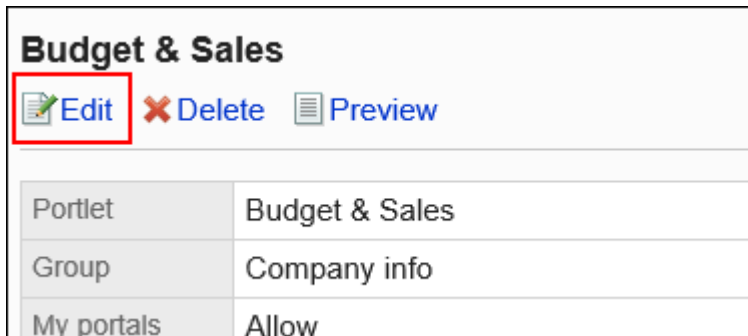 Budget & Sales
Edit Delete Preview
Portlet Budget & Sales
Group Company info
My portals Allow